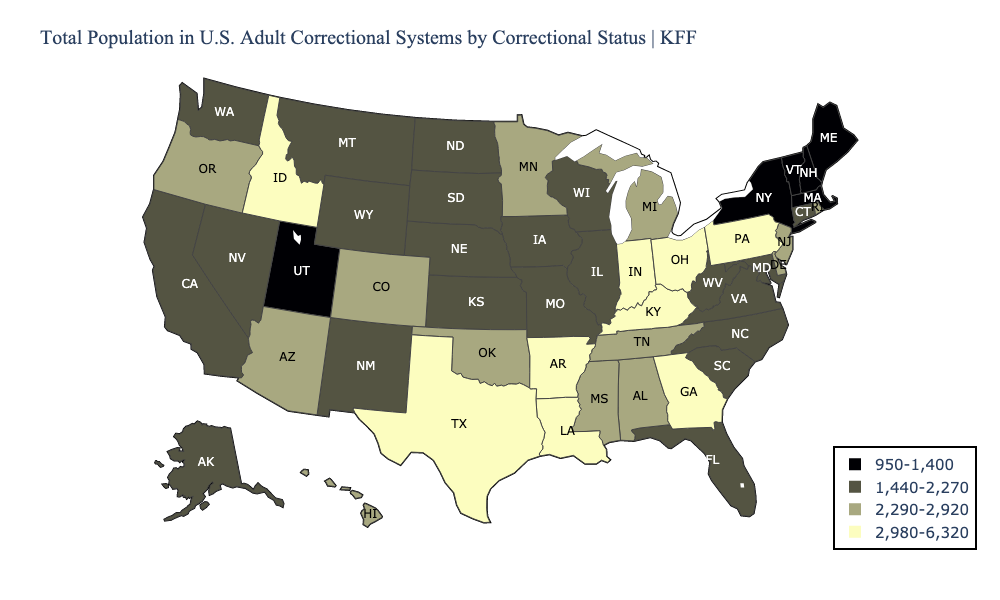 Total Population in U.S. Adult Correctional Systems by Correctional Status | KFF
WA
MT
ND
MN
ME
OR
ID
SD
WI
MI
VT
NH
NY
MA
CT
RI
WY
NE
IA
PA
NJ
NV
UT
CO
IL
IN
OH
MD
DE
WV
CA
KS
MO
KY
VA
AZ
NM
OK
AR
TN
NC
SC
MS
AL
GA
TX
LA
FL
AK
HI
950-1,400
1,440-2,270
2,290-2,920
2,980-6,320